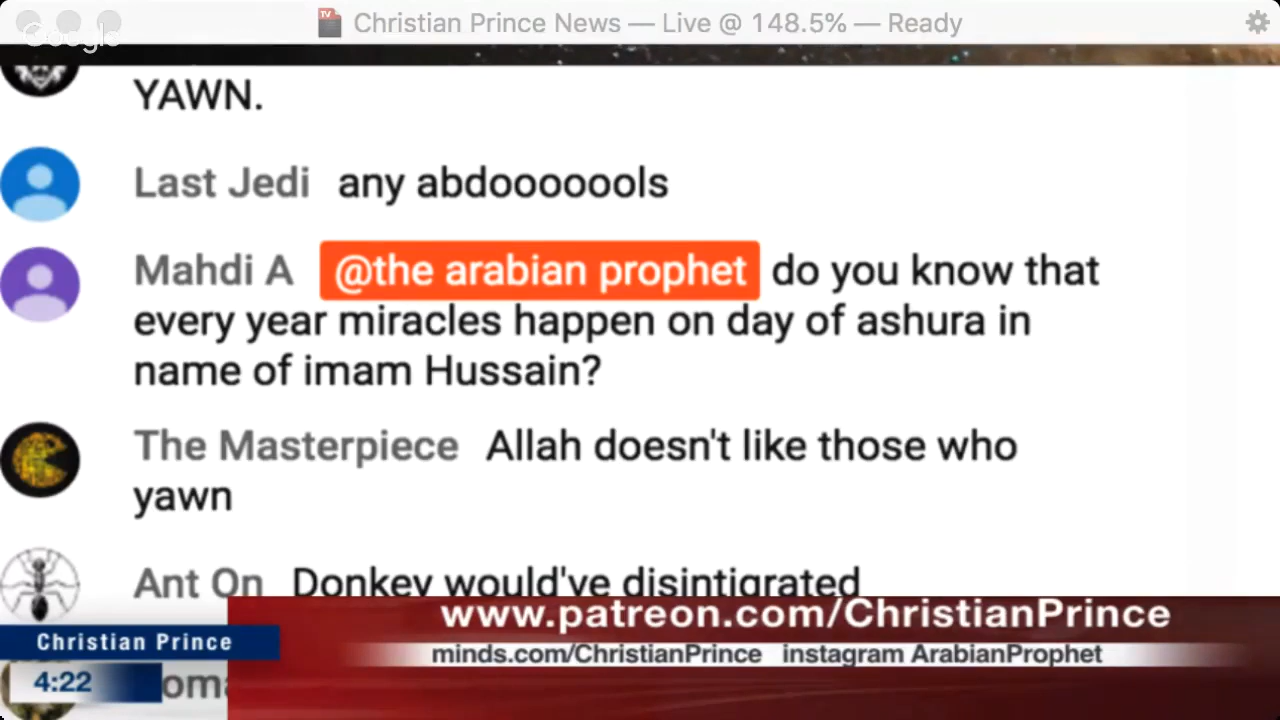 Christian Prince News — Live @ 148.5% — Ready
Google
YAWN.
Last Jedi any abdooooools
Mahdi A @the arabian prophet do you know that
every year miracles happen on day of ashura in
name of imam Hussain?
The Masterpiece Allah doesn't like those who
yawn
Ant On Donkey would've disintigrated
www.patreon.com/ChristianPrince
Christian Prince
minds.com/ChristianPrince instagram ArabianProphet
4:22